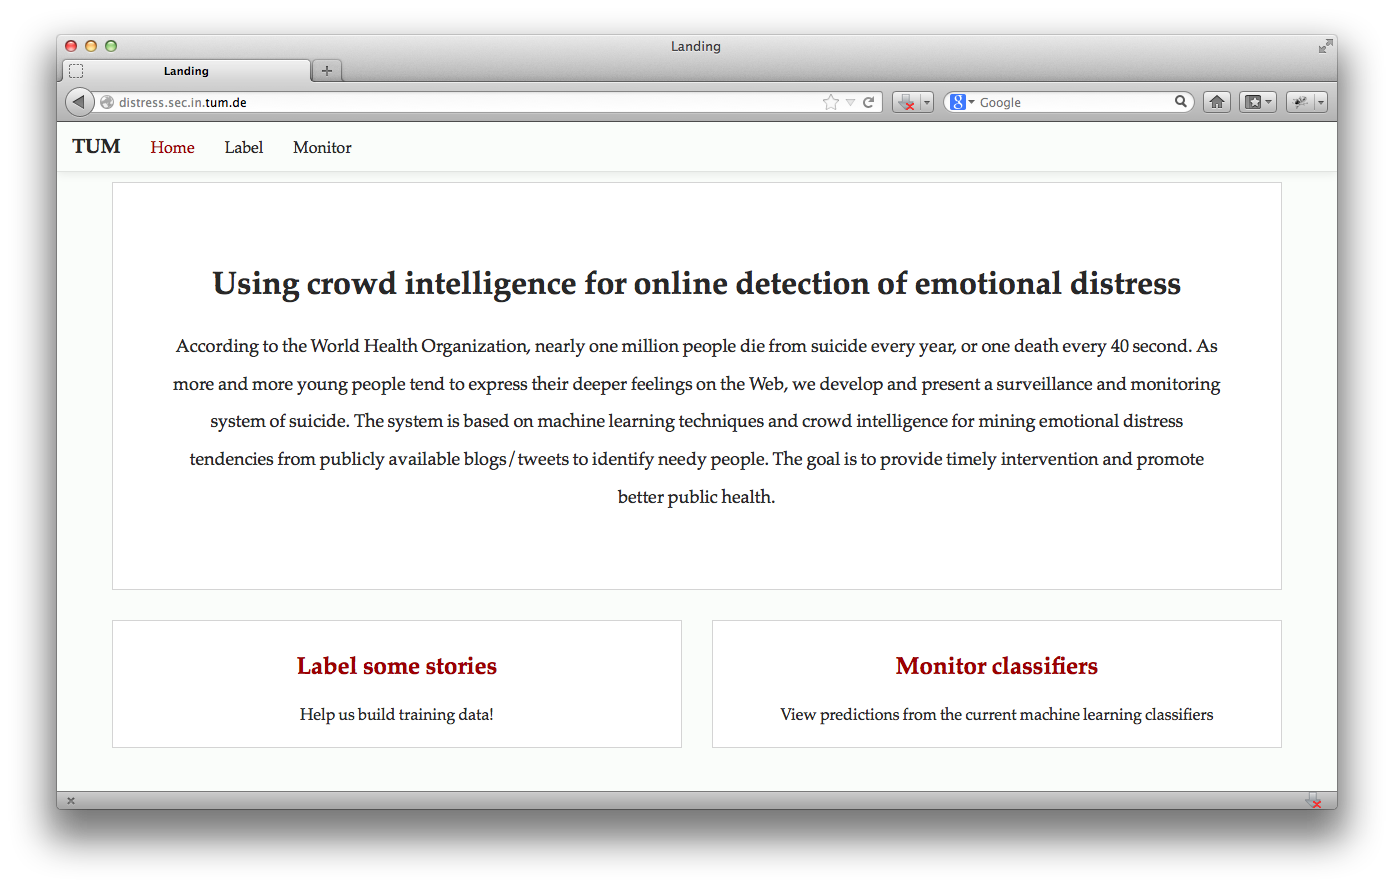 Landing
Landing
distress.sec.in.tum.de
Google
TUM Home Label Monitor
Using crowd intelligence for online detection of emotional distress
According to the World Health Organization, nearly one million people die from suicide every year, or one death every 40 second. As
more and more young people tend to express their deeper feelings on the Web, we develop and present a surveillance and monitoring
system of suicide. The system is based on machine learning techniques and crowd intelligence for mining emotional distress
tendencies from publicly available blogs/tweets to identify needy people. The goal is to provide timely intervention and promote
better public health.
Label some stories
Help us build training data!
Monitor classifiers
View predictions from the current machine learning classifiers